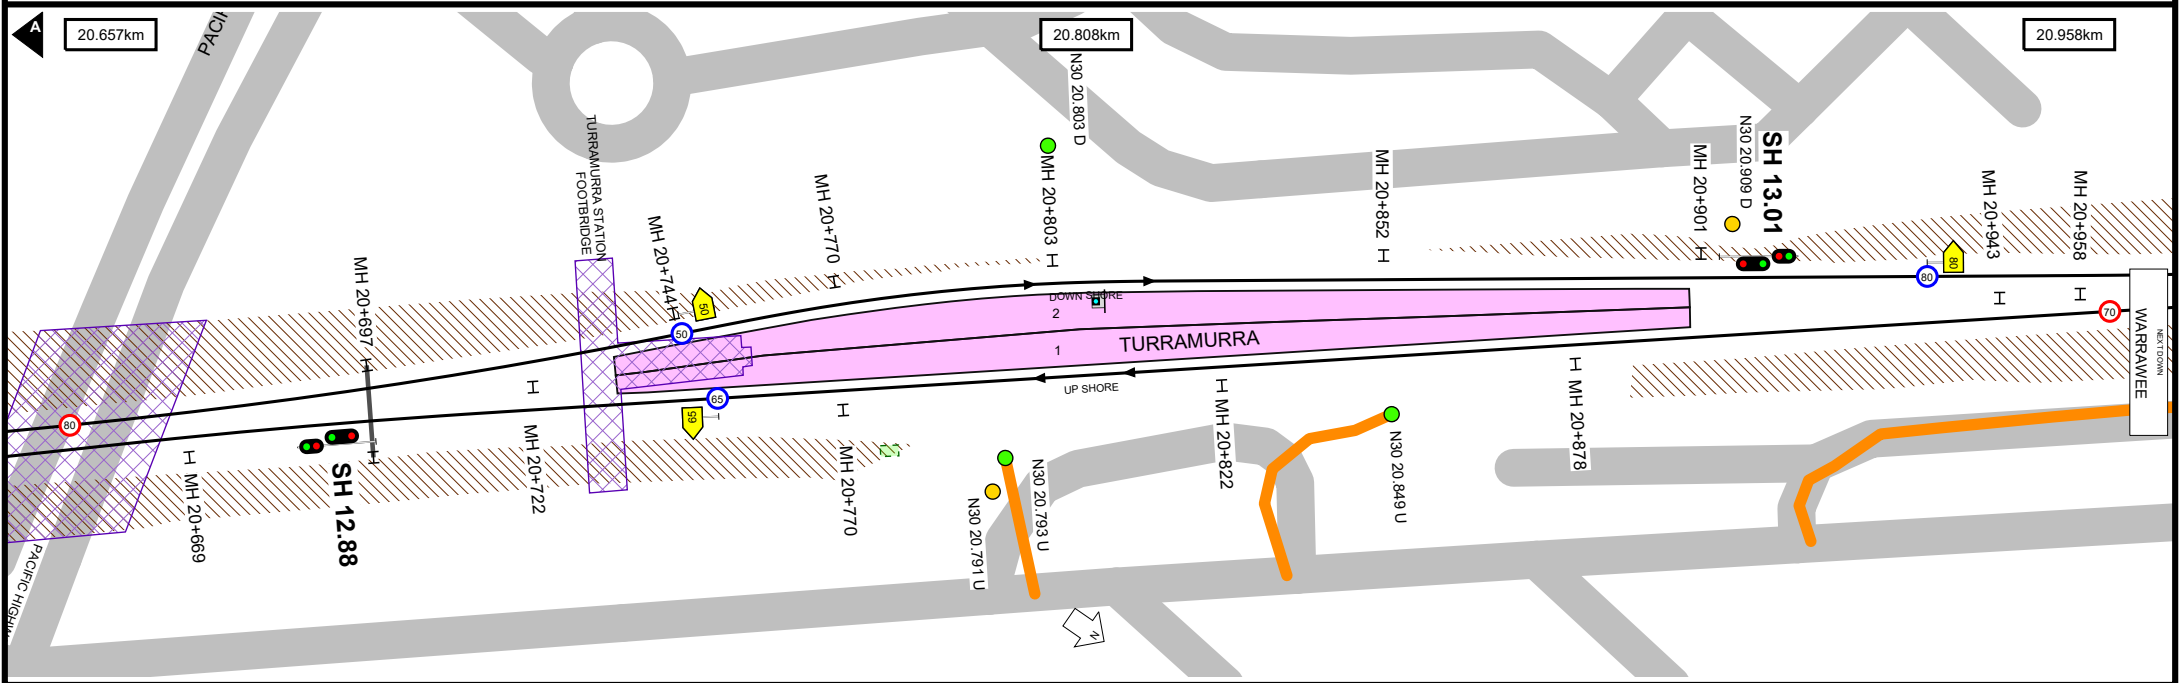 A
20.657km
20.808km
20.958km
PACIF
N30 20.803 D
MH 20+803
MH 20+852
MH 20+901
N30 20.909 D
SH 13.01
MH 20+943
MH 20+958
TURRAMURRA STATION
FOOTBRIDGE
MH 20+744
MH 20+770
MH 20+697
50
50
80
80
80
70
DOWN SHORE
2
1
TURRAMURRA
UP SHORE
65
65
WARRAWEE
NEXT DOWN
SH 12.88
MH 20+669
MH 20+722
MH 20+770
N30 20.791 U
N30 20.793 U
MH 20+822
N30 20.849 U
MH 20+878
PACIFIC HIGHW
N